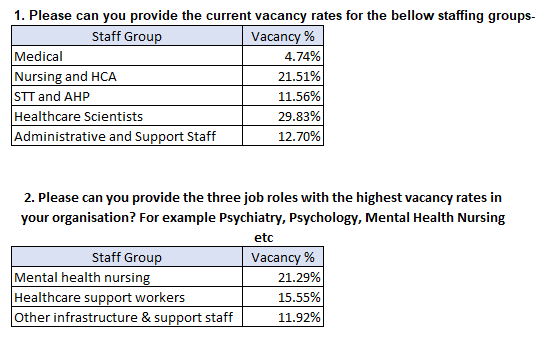 1. Please can you provide the current vacancy rates for the bellow staffing groups-
Staff Group Vacancy %
Medical 4.74%
Nursing and HCA 21.51%
STT and AHP 11.56%
Healthcare Scientists 29.83%
Administrative and Support Staff 12.70%
2. Please can you provide the three job roles with the highest vacancy rates in
your organisation? For example Psychiatry, Psychology, Mental Health Nursing
etc
Staff Group Vacancy %
Mental health nursing 21.29%
Healthcare support workers 15.55%
Other infrastructure & support staff 11.92%